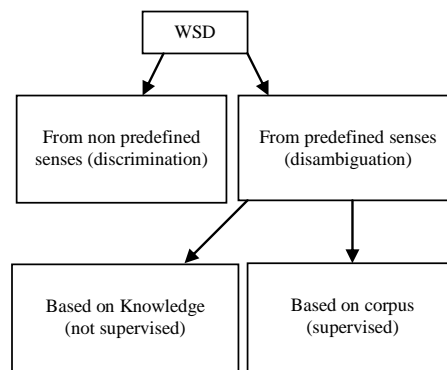 WSD
From non predefined
senses (discrimination)
From predefined senses
(disambiguation)
Based on Knowledge
(not supervised)
Based on corpus
(supervised)